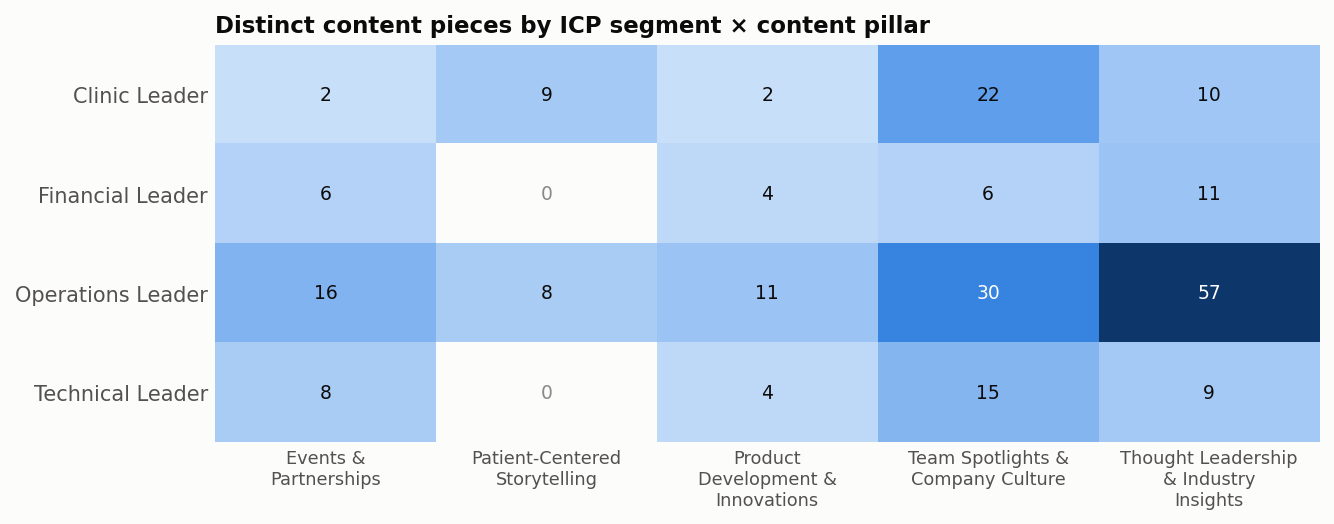 Distinct content pieces by ICP segment × content pillar
Clinic Leader 2 9 2 22 10
Financial Leader 6 0 4 6 11
Operations Leader 16 8 11 30 57
Technical Leader 8 0 4 15 9
Events &
Partnerships
Patient-Centered
Storytelling
Product
Development &
Innovations
Team Spotlights &
Company Culture
Thought Leadership
& Industry
Insights